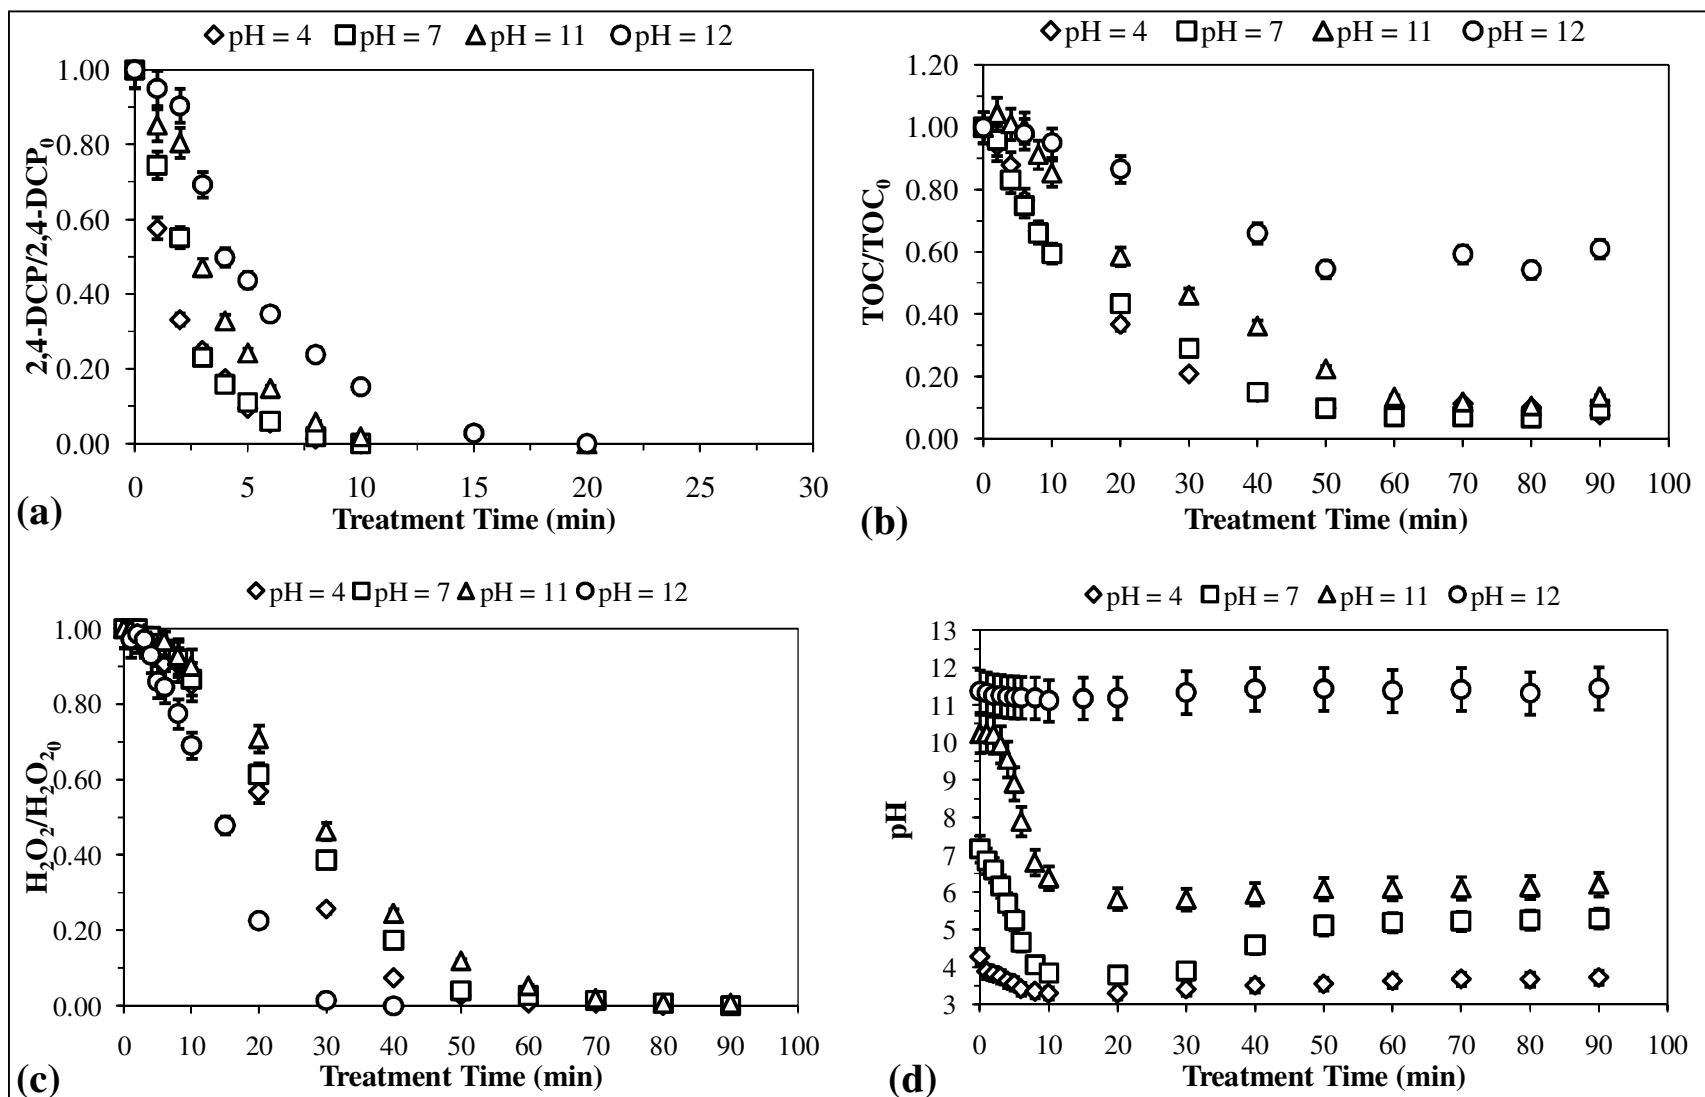 pH = 4 pH = 7 pH = 11 pH = 12
1.00
0.80
0.60
0.40
0.20
0.00
2,4-DCP/2,4-DCP₀
0 5 10 15 20 25 30
Treatment Time (min)
(a)
pH = 4 pH = 7 pH = 11 pH = 12
1.20
1.00
0.80
0.60
0.40
0.20
0.00
TOC/TOC₀
0 10 20 30 40 50 60 70 80 90 100
Treatment Time (min)
(b)
pH = 4 pH = 7 pH = 11 pH = 12
1.00
0.80
0.60
0.40
0.20
0.00
H₂O₂/H₂O₂₀
0 10 20 30 40 50 60 70 80 90 100
Treatment Time (min)
(c)
pH = 4 pH = 7 pH = 11 pH = 12
13
12
11
10
9
8
7
6
5
4
3
pH
0 10 20 30 40 50 60 70 80 90 100
Treatment Time (min)
(d)